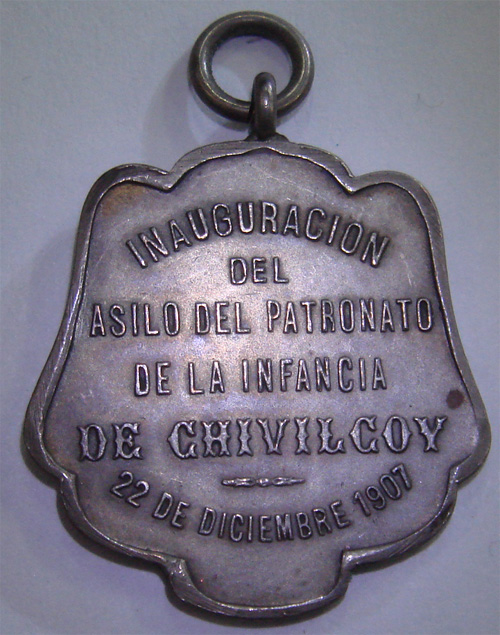 INAUGURACION
DEL
ASILO DEL PATRONATO
DE LA INFANCIA
DE CHIVILCOY
22 DE DICIEMBRE 1907